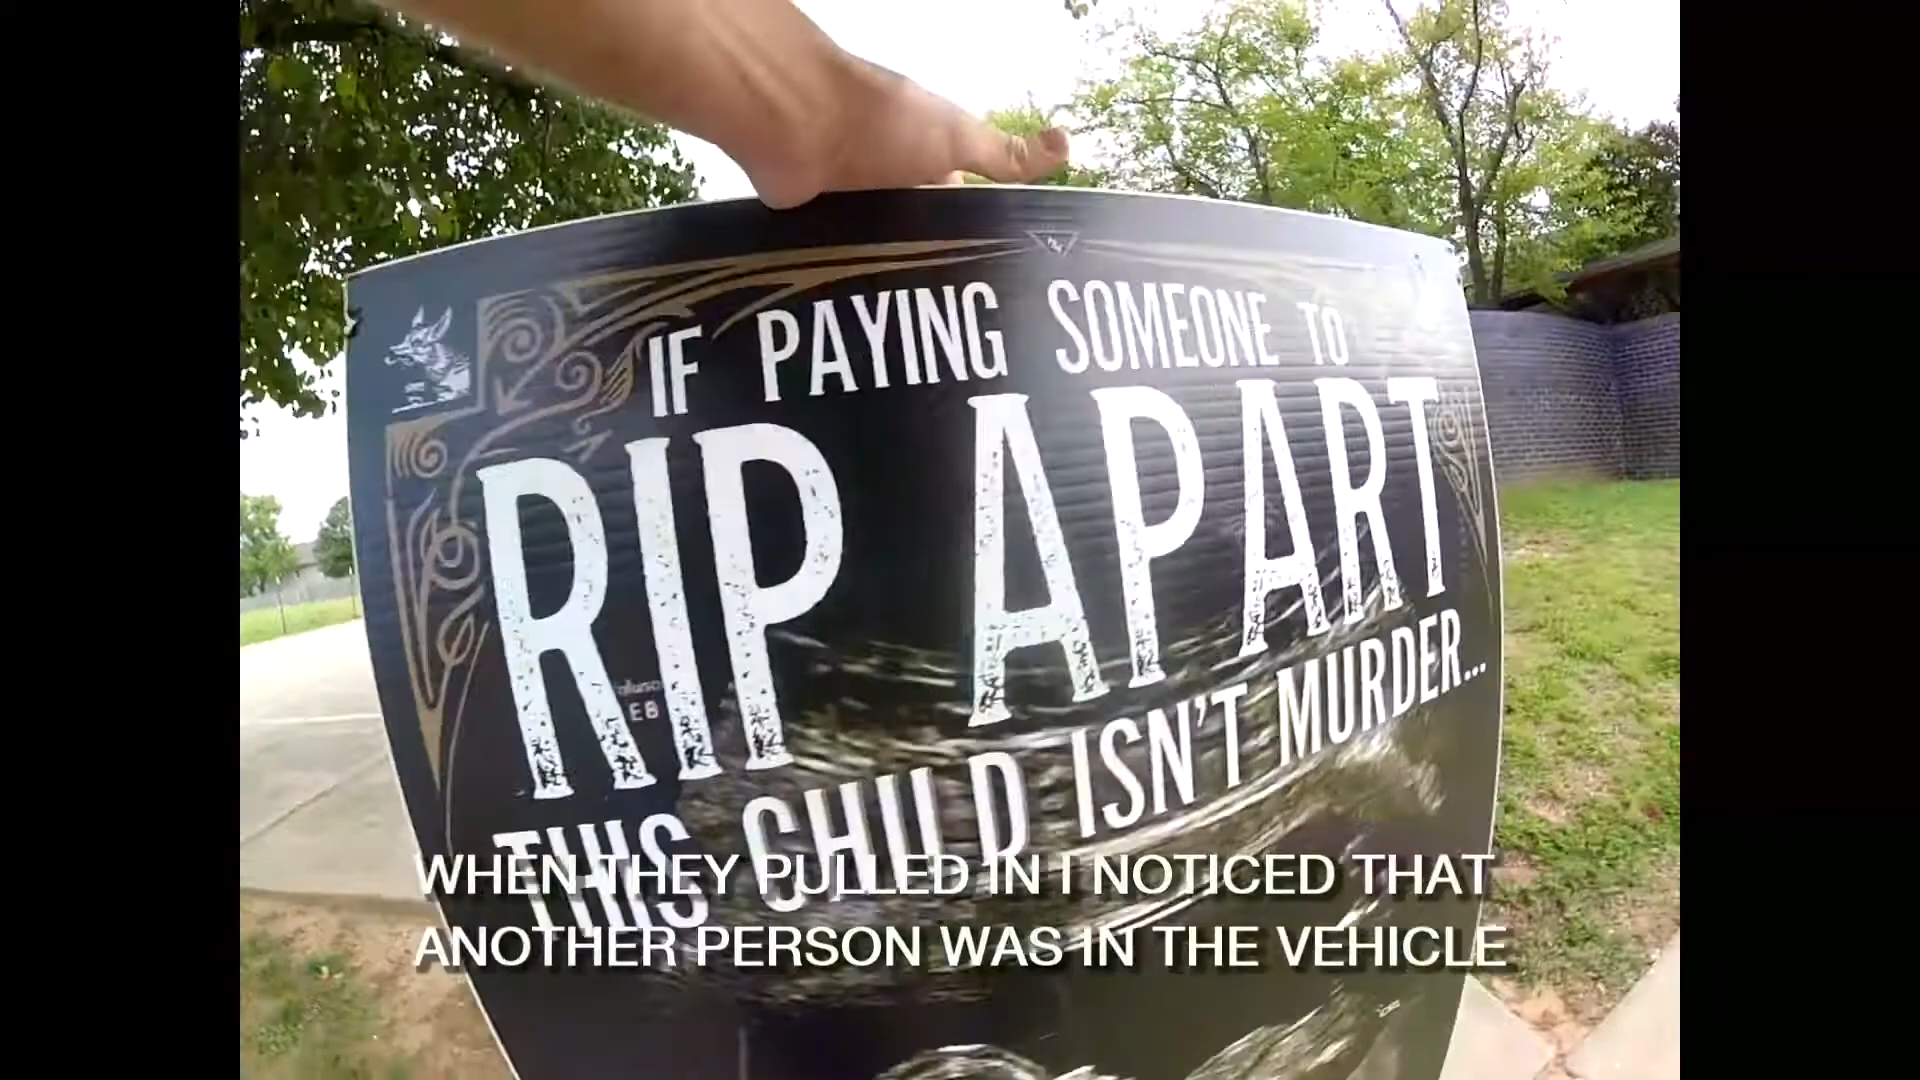 IF PAYING SOMEONE TO
RIP APART
THIS CHILD ISN'T MURDER...
WHEN THEY PULLED IN I NOTICED THAT
ANOTHER PERSON WAS IN THE VEHICLE